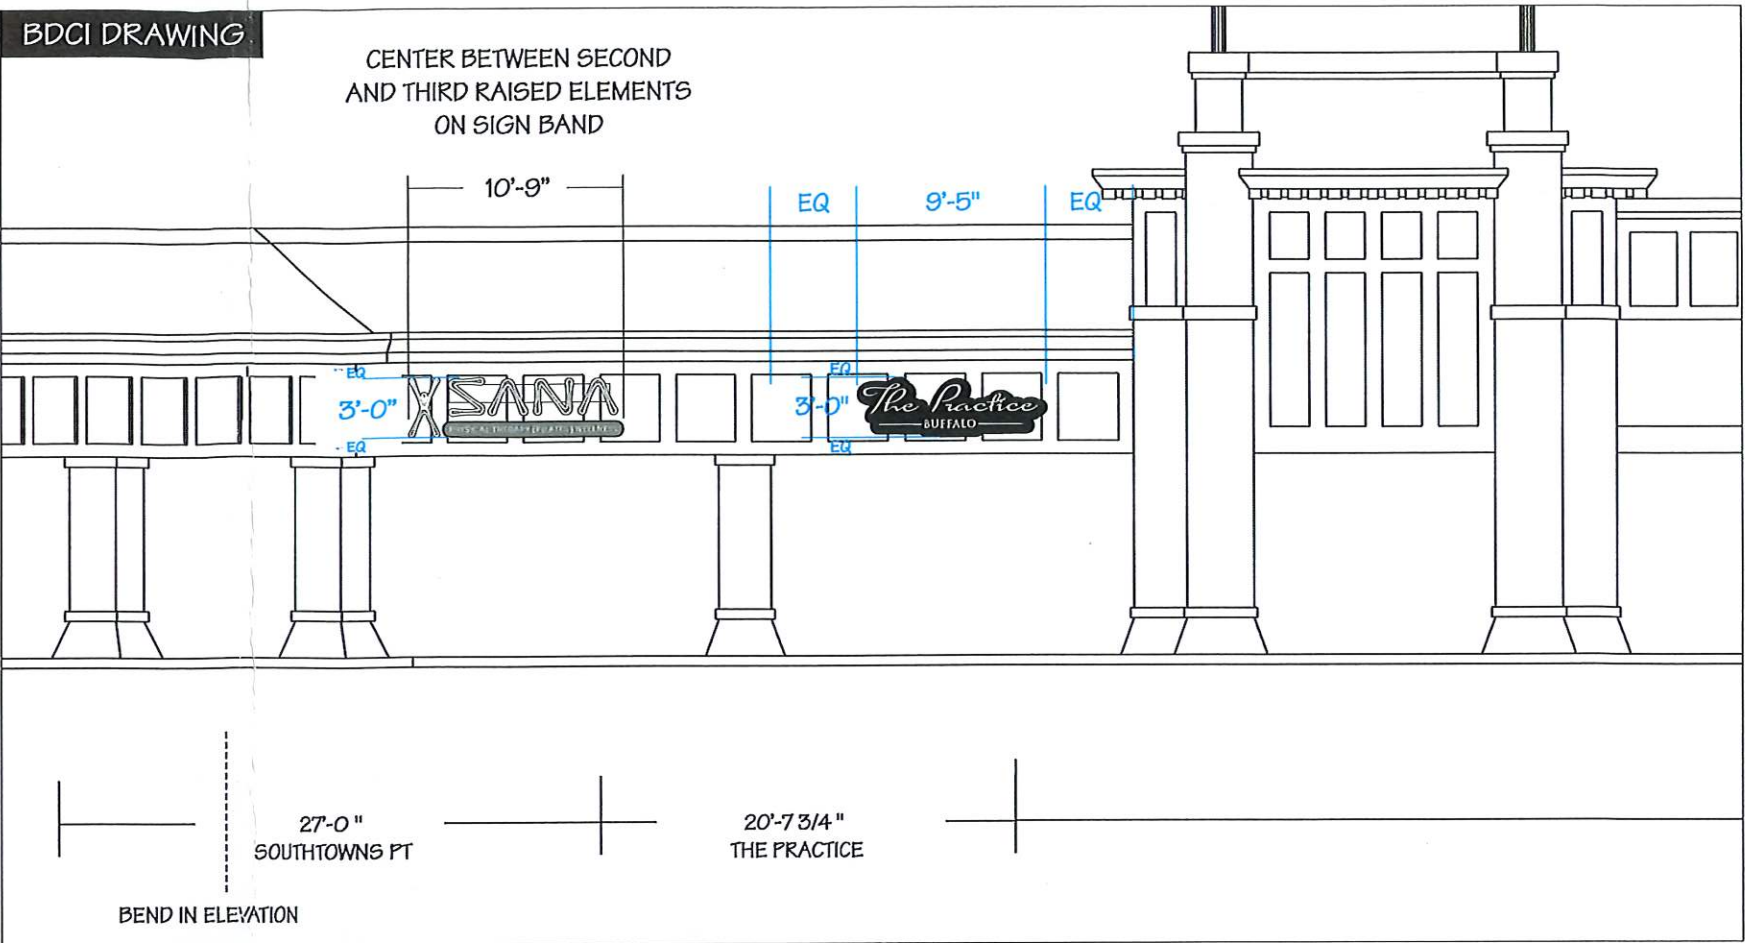 BDCI DRAWING
CENTER BETWEEN SECOND
AND THIRD RAISED ELEMENTS
ON SIGN BAND
10'-9"
EQ
9'-5"
EQ
EQ
3'-0"
EQ
SANA
PHYSICAL THERAPY
EQ
3'-0"
EQ
The Practice
BUFFALO
27'-0"
SOUTHTOWNS PT
20'-7 3/4"
THE PRACTICE
BEND IN ELEVATION